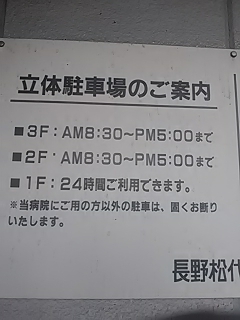 立体駐車場のご案内
■3F：AM8:30～PM5:00まで
■2F：AM8:30～PM5:00まで
■1F：24時間ご利用できます。
※当病院にご用の方以外の駐車は、固くお断り
いたします。
長野松代